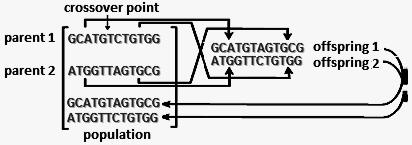 crossover point
parent 1
GCATGTCTGTGG
parent 2
ATGGTTAGTGCG
GCATGTAGTGCG
ATGGTTCTGTGG
offspring 1
offspring 2
GCATGTAGTGCG
ATGGTTCTGTGG
population